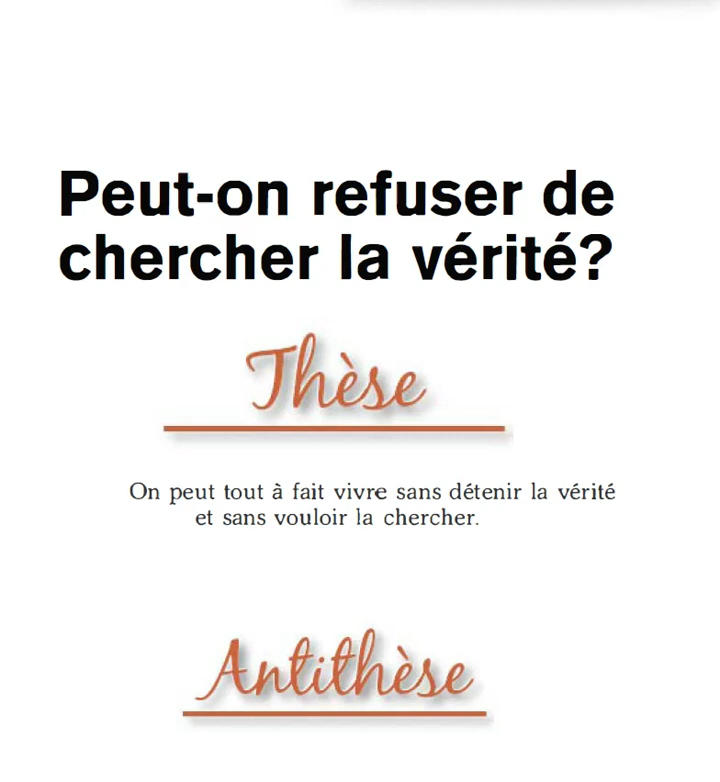 Peut-on refuser de
chercher la vérité?
Thèse
On peut tout à fait vivre sans détenir la vérité
et sans vouloir la chercher.
Antithèse